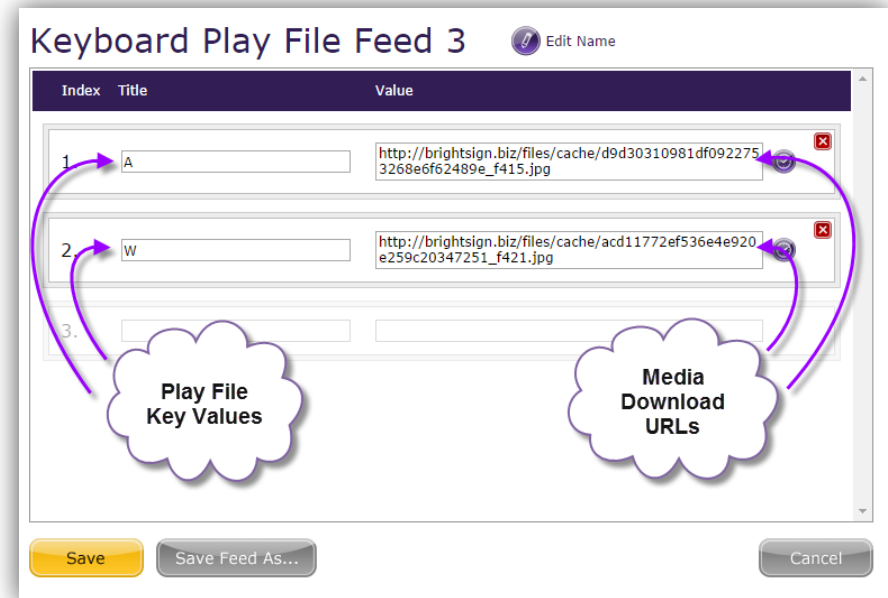 Keyboard Play File Feed 3
Edit Name
Index Title Value
1. A
http://brightsign.biz/files/cache/d9d30310981df092275
3268e6f62489e_f415.jpg
2. W
http://brightsign.biz/files/cache/acd11772ef536e4e920
e259c20347251_f421.jpg
3.
Play File
Key Values
Media
Download
URLs
Save
Save Feed As...
Cancel